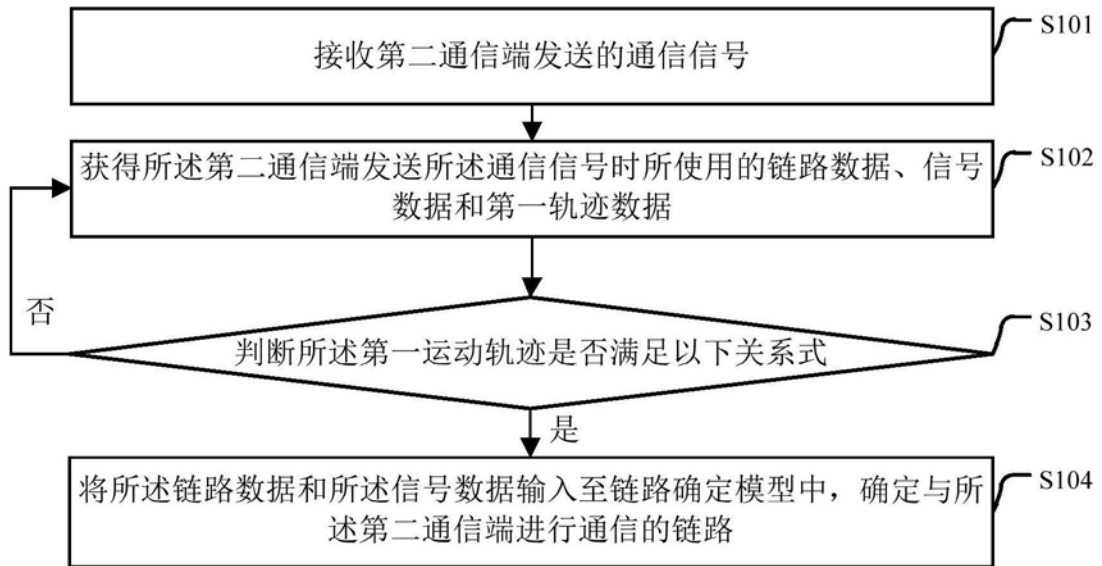 接收第二通信端发送的通信信号
S101
获得所述第二通信端发送所述通信信号时所使用的链路数据、信号
数据和第一轨迹数据
S102
否
判断所述第一运动轨迹是否满足以下关系式
S103
是
将所述链路数据和所述信号数据输入至链路确定模型中，确定与所
述第二通信端进行通信的链路
S104